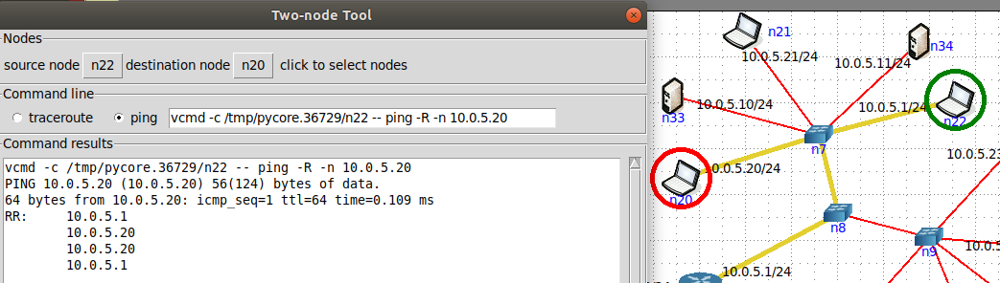 Two-node Tool
Nodes
source node n22 destination node n20 click to select nodes
Command line
traceroute ping vcmd -c /tmp/pycore.36729/n22 -- ping -R -n 10.0.5.20
Command results
vcmd -c /tmp/pycore.36729/n22 -- ping -R -n 10.0.5.20
PING 10.0.5.20 (10.0.5.20) 56(124) bytes of data.
64 bytes from 10.0.5.20: icmp_seq=1 ttl=64 time=0.109 ms
RR: 10.0.5.1
10.0.5.20
10.0.5.20
10.0.5.1
n21
10.0.5.21/24
n34
10.0.5.11/24
n33
10.0.5.10/24
10.0.5.1/24
n22
n7
10.0.5.20/24
n20
10.0.5.23
n8
n9
10.0.5
10.0.5.1/24
/24